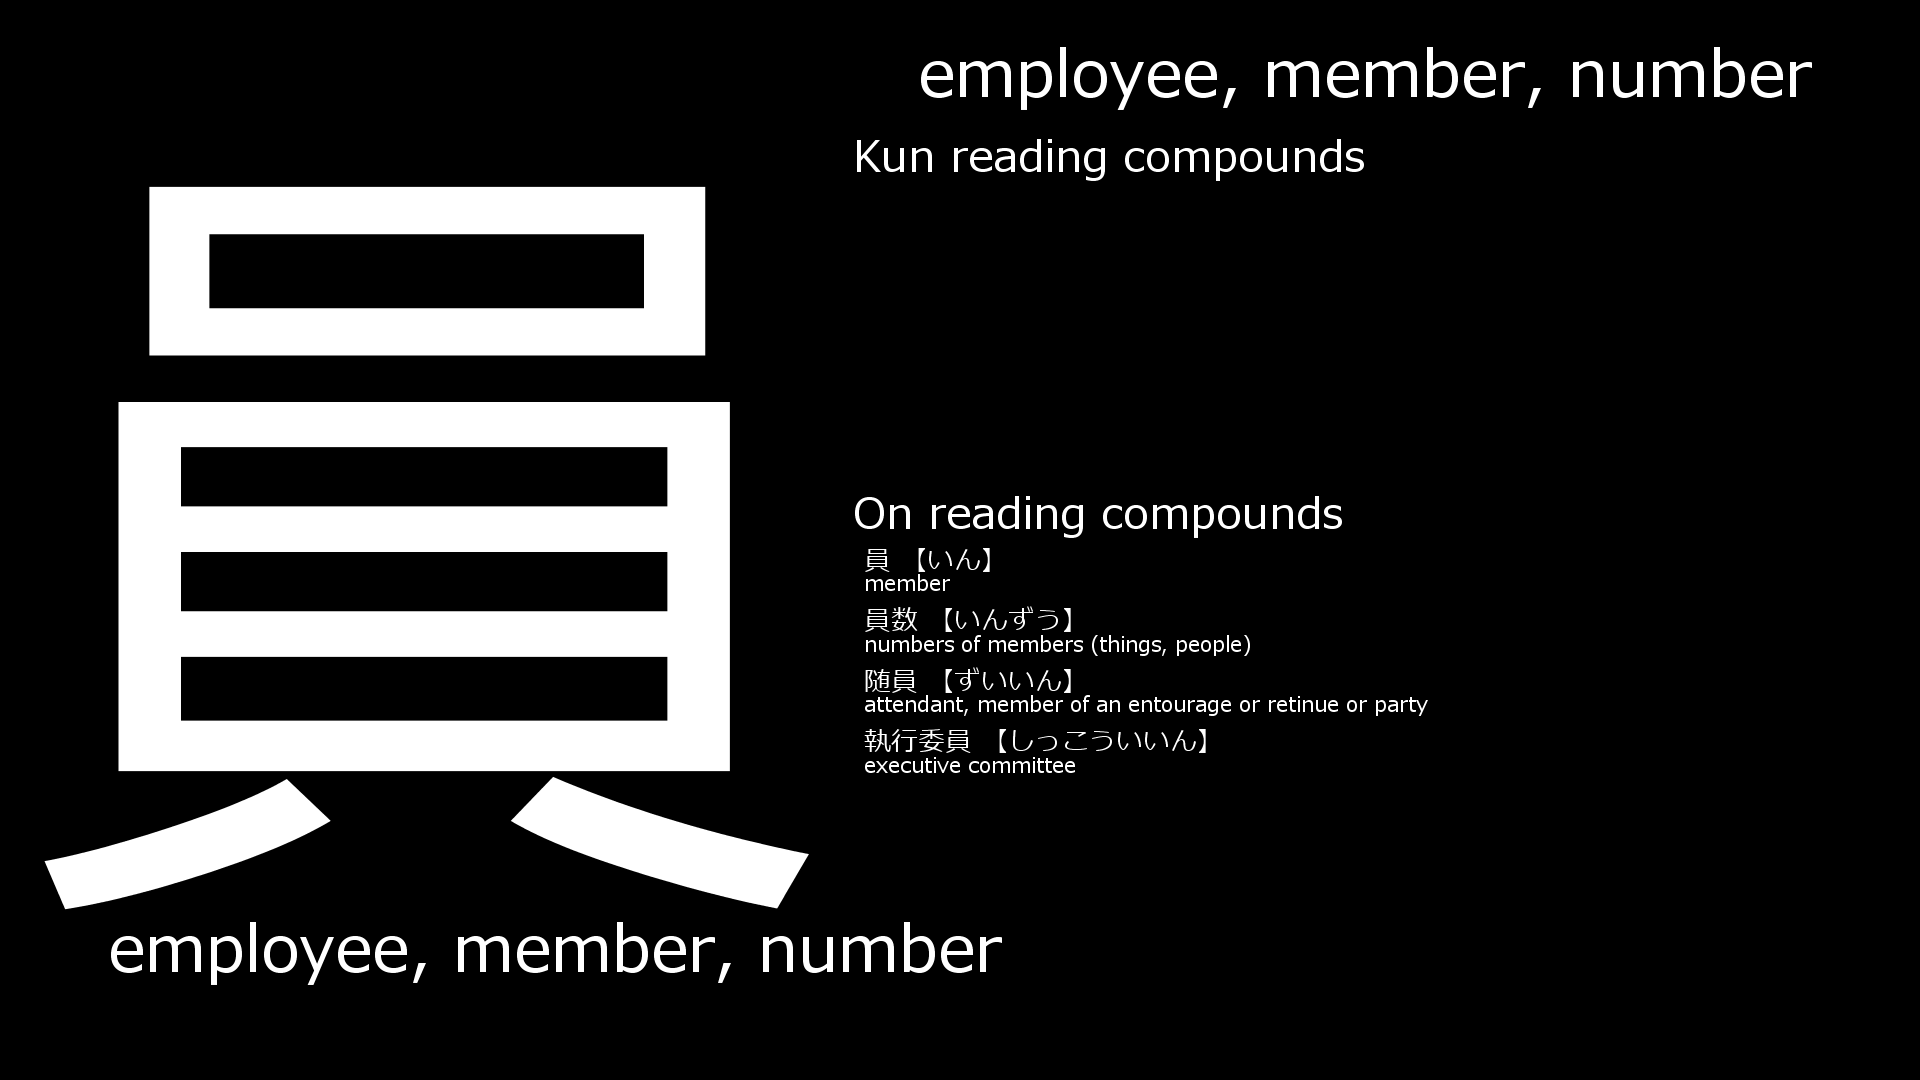 員
employee, member, number
employee, member, number
Kun reading compounds
On reading compounds
員 【いん】
member
員数 【いんずう】
numbers of members (things, people)
随員 【ずいいん】
attendant, member of an entourage or retinue or party
執行委員 【しっこういいん】
executive committee